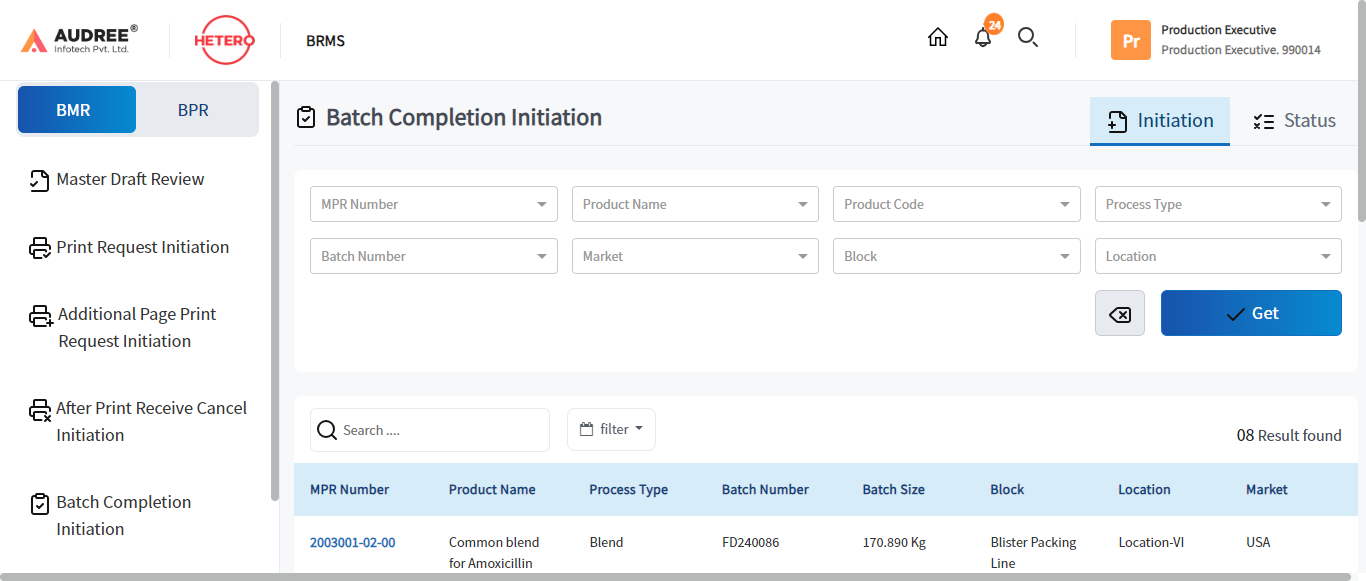 AUDREE®
Infotech Pvt. Ltd.
HETERO
BRMS
24
Pr
Production Executive
Production Executive. 990014
BMR
BPR
Master Draft Review
Print Request Initiation
Additional Page Print
Request Initiation
After Print Receive Cancel
Initiation
Batch Completion
Initiation
Batch Completion Initiation
Initiation
Status
MPR Number
Product Name
Product Code
Process Type
Batch Number
Market
Block
Location
Get
Search ....
filter
08 Result found
MPR Number Product Name Process Type Batch Number Batch Size Block Location Market
2003001-02-00 Common blend Blend FD240086 170.890 Kg Blister Packing Location-VI USA
for Amoxicillin Line